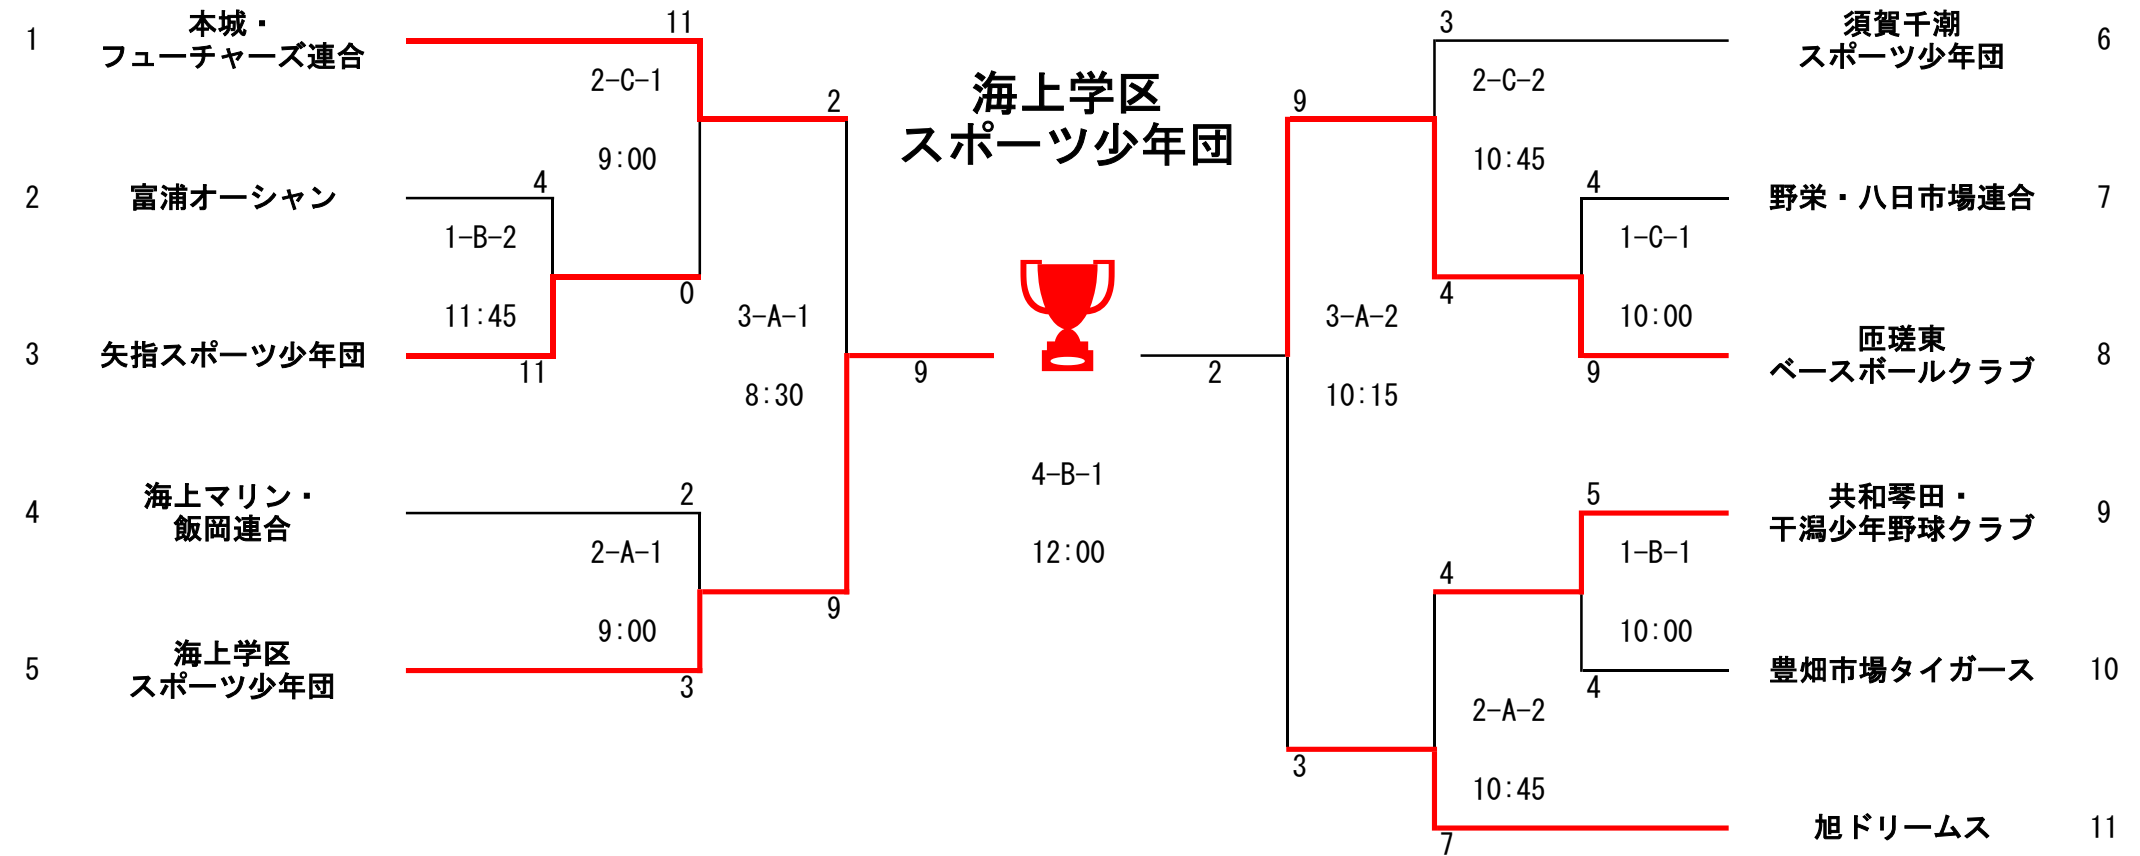 1
本城・
フューチャーズ連合
11
2-C-1
9:00
2
富浦オーシャン
4
1-B-2
11:45
3
矢指スポーツ少年団
11
0
2
3-A-1
8:30
4
海上マリン・
飯岡連合
2
2-A-1
9:00
5
海上学区
スポーツ少年団
3
9
9
海上学区
スポーツ少年団
4-B-1
12:00
2
3
須賀千潮
スポーツ少年団
6
2-C-2
10:45
9
4
野栄・八日市場連合
7
1-C-1
10:00
4
9
匝瑳東
ベースボールクラブ
8
3-A-2
10:15
5
共和琴田・
干潟少年野球クラブ
9
1-B-1
10:00
4
4
豊畑市場タイガース
10
2-A-2
10:45
3
7
旭ドリームス
11